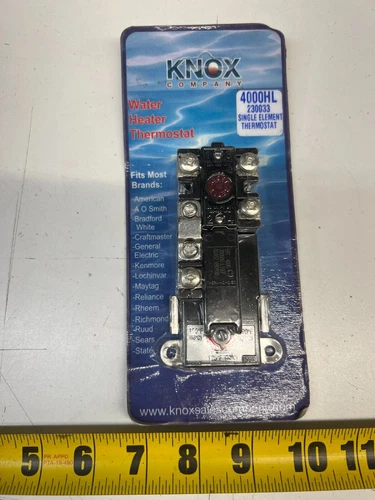 KNOX
COMPANY
Water
Heater
Thermostat
4000HL
230033
SINGLE ELEMENT
THERMOSTAT
Fits Most
Brands:
American
A O Smith
Bradford
White
-Craftmaster
-General
Electric
-Kenmore
-Lochinvar
-Maytag
-Reliance
-Rheem
-Richmond
-Ruud
-Sears
-State
5 6 7 8 9 10 11